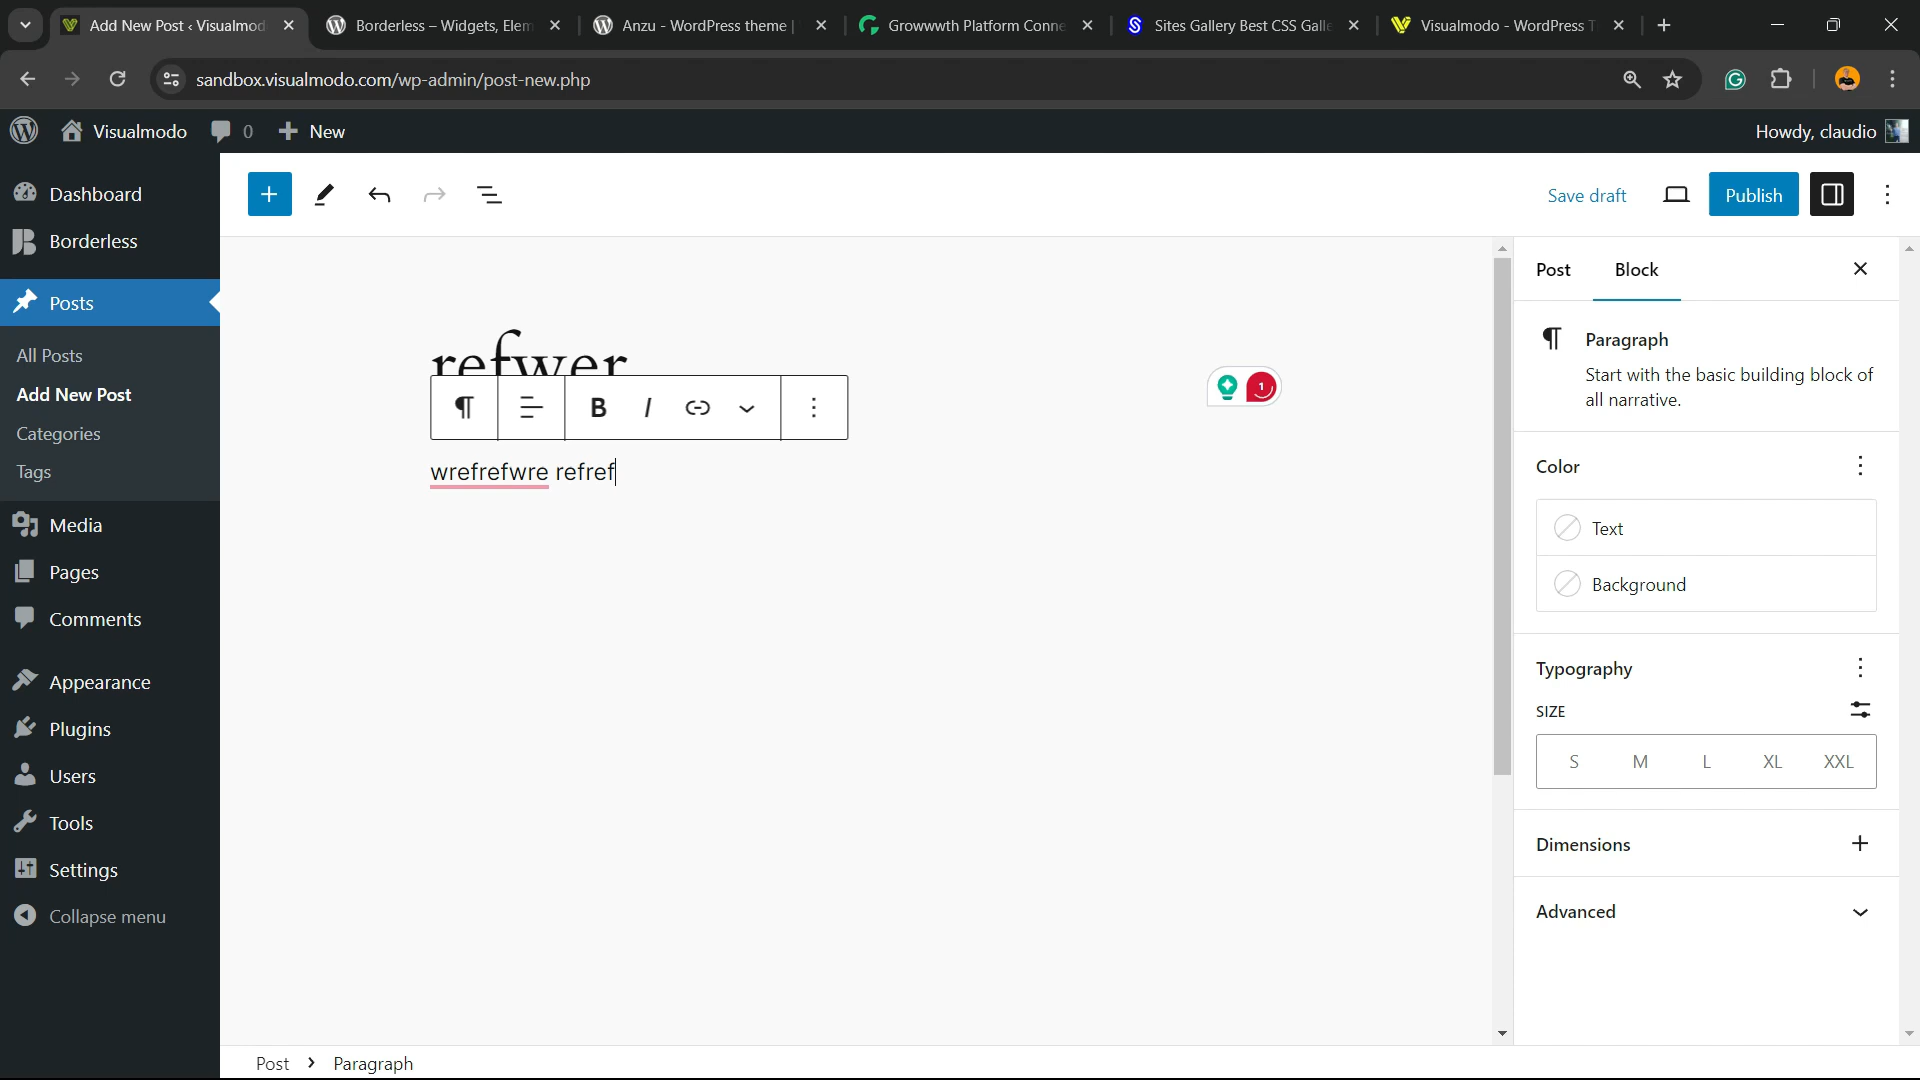 Add New Post ‹ Visualmod
Borderless – Widgets, Elem
Anzu - WordPress theme |
Growwwth Platform Conne
Sites Gallery Best CSS Galle
Visualmodo - WordPress T
sandbox.visualmodo.com/wp-admin/post-new.php
Visualmodo
0
New
Howdy, claudio
Dashboard
Borderless
Posts
All Posts
Add New Post
Categories
Tags
Media
Pages
Comments
Appearance
Plugins
Users
Tools
Settings
Collapse menu
Save draft
Publish
refwer
B I
1
wrefrefwre refref
Post Block
Paragraph
Start with the basic building block of
all narrative.
Color
Text
Background
Typography
SIZE
S M L XL XXL
Dimensions
Advanced
Post › Paragraph